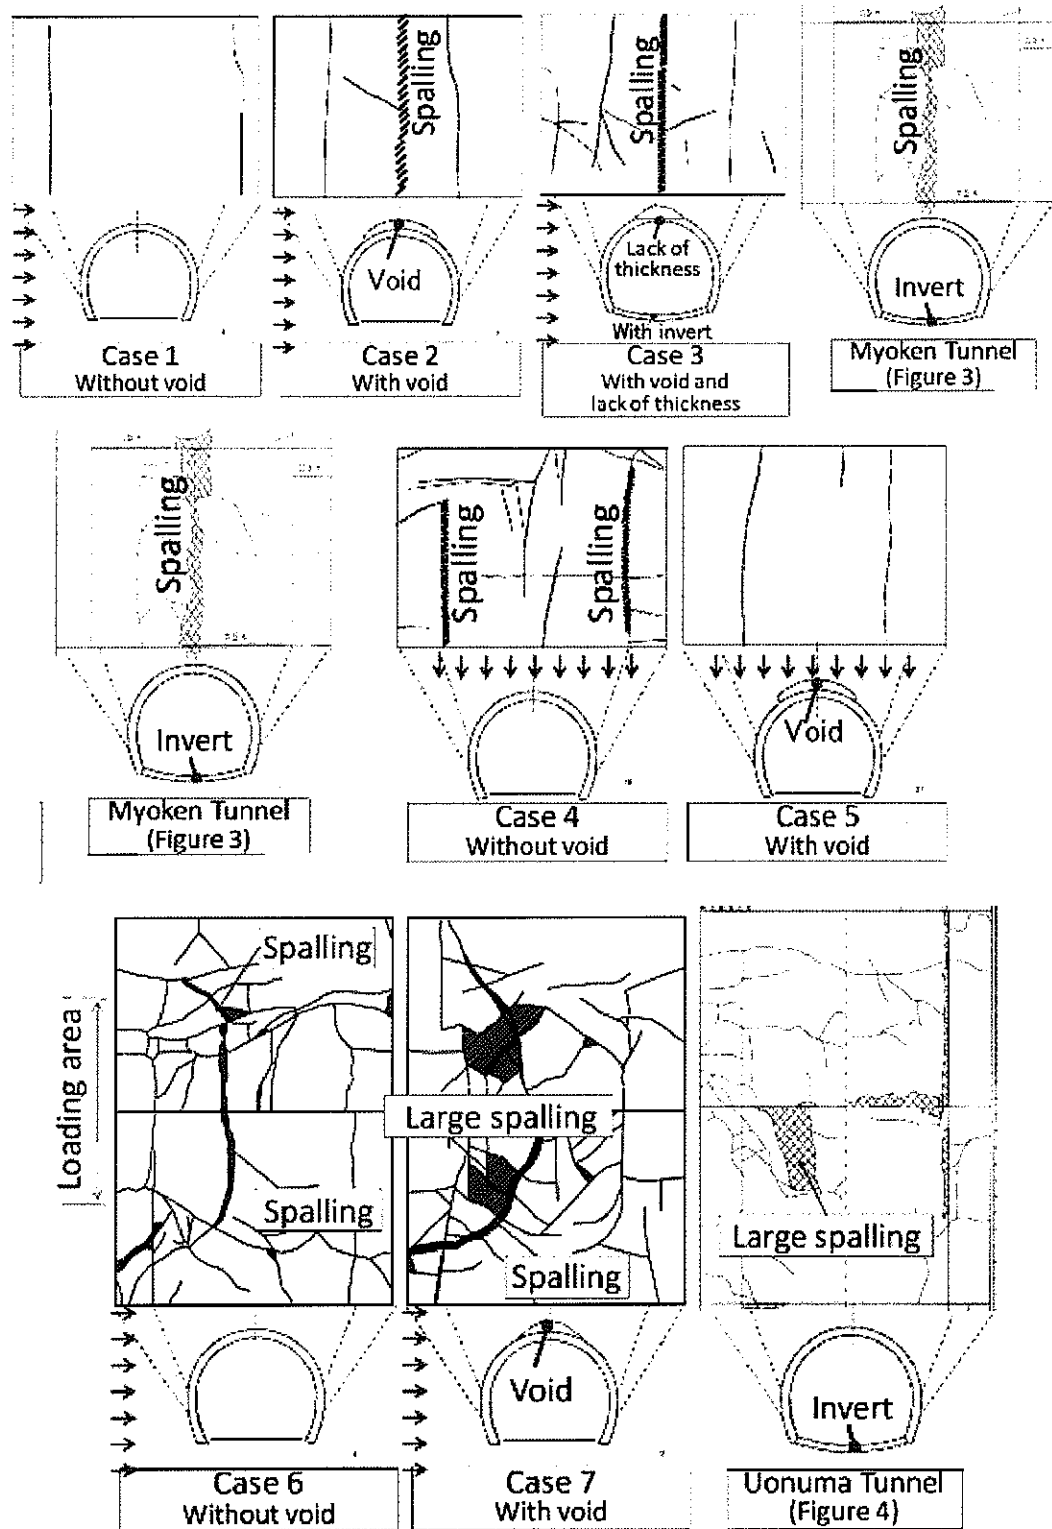 Spalling
Spalling
Spalling
Void
Lack of
thickness
With invert
Invert
Case 1
Without void
Case 2
With void
Case 3
With void and
lack of thickness
Myoken Tunnel
(Figure 3)
Spalling
Spalling
Spalling
Invert
Void
Myoken Tunnel
(Figure 3)
Case 4
Without void
Case 5
With void
Loading area
Spalling
Large spalling
Spalling
Spalling
Large spalling
Void
Invert
Case 6
Without void
Case 7
With void
Uonuma Tunnel
(Figure 4)